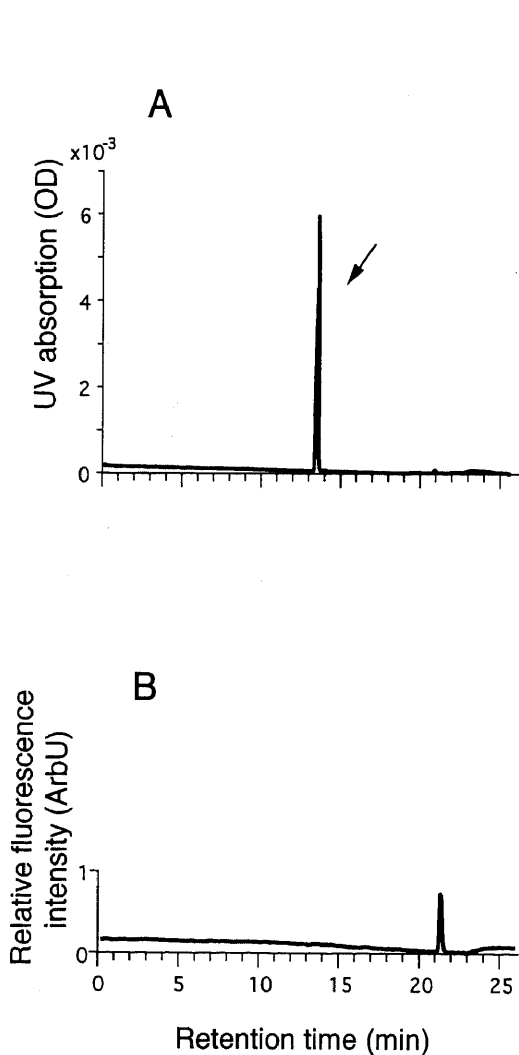 A
x10-3
UV absorption (OD)
6
4
2
0
B
Relative fluorescence
intensity (ArbU)
1
0
0 5 10 15 20 25
Retention time (min)